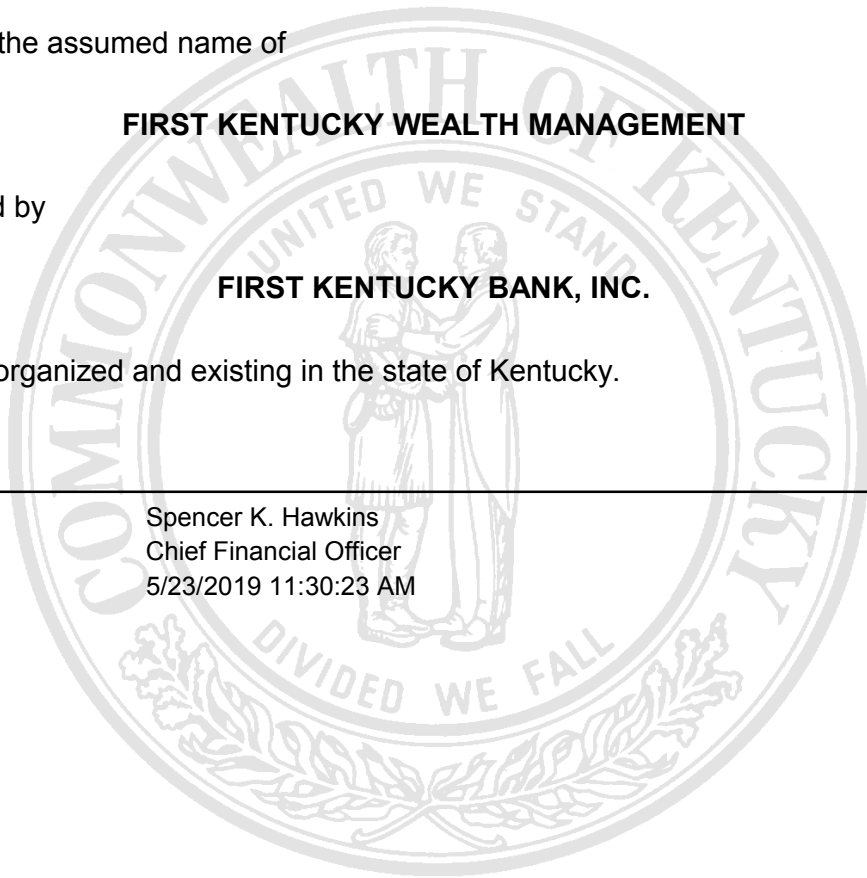 the assumed name of
FIRST KENTUCKY WEALTH MANAGEMENT
d by
FIRST KENTUCKY BANK, INC.
organized and existing in the state of Kentucky.
Spencer K. Hawkins
Chief Financial Officer
5/23/2019 11:30:23 AM
COMMONWEALTH OF KENTUCKY
UNITED WE STAND
DIVIDED WE FALL